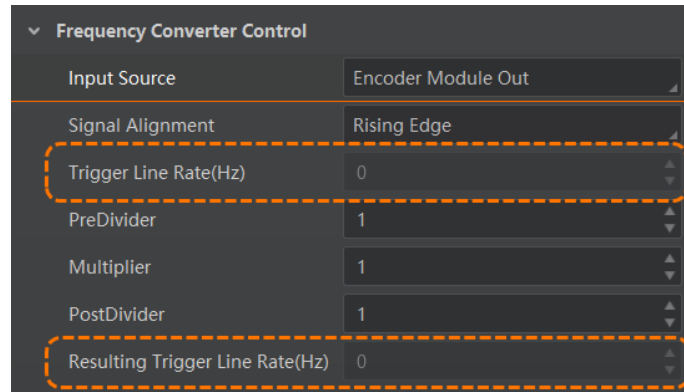 Frequency Converter Control
Input Source Encoder Module Out
Signal Alignment Rising Edge
Trigger Line Rate(Hz) 0
PreDivider 1
Multiplier 1
PostDivider 1
Resulting Trigger Line Rate(Hz) 0